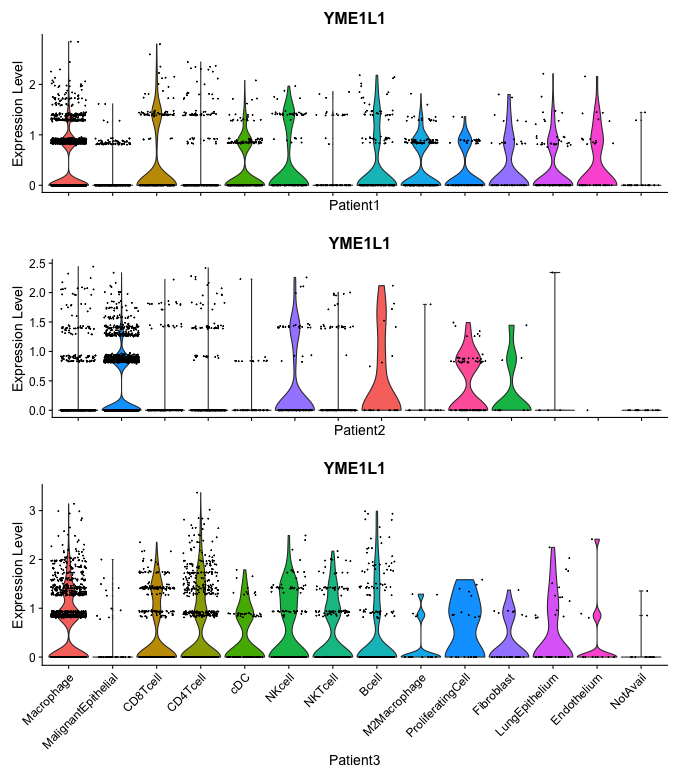 YME1L1
Expression Level
2
1
0
Patient1
YME1L1
Expression Level
2.5
2.0
1.5
1.0
0.5
0.0
Patient2
YME1L1
Expression Level
3
2
1
0
Macrophage
MalignantEpithelial
CD8Tcell
CD4Tcell
cDC
NKcell
NKTcell
Bcell
M2Macrophage
ProliferatingCell
Fibroblast
LungEpithelium
Endothelium
NotAvail
Patient3